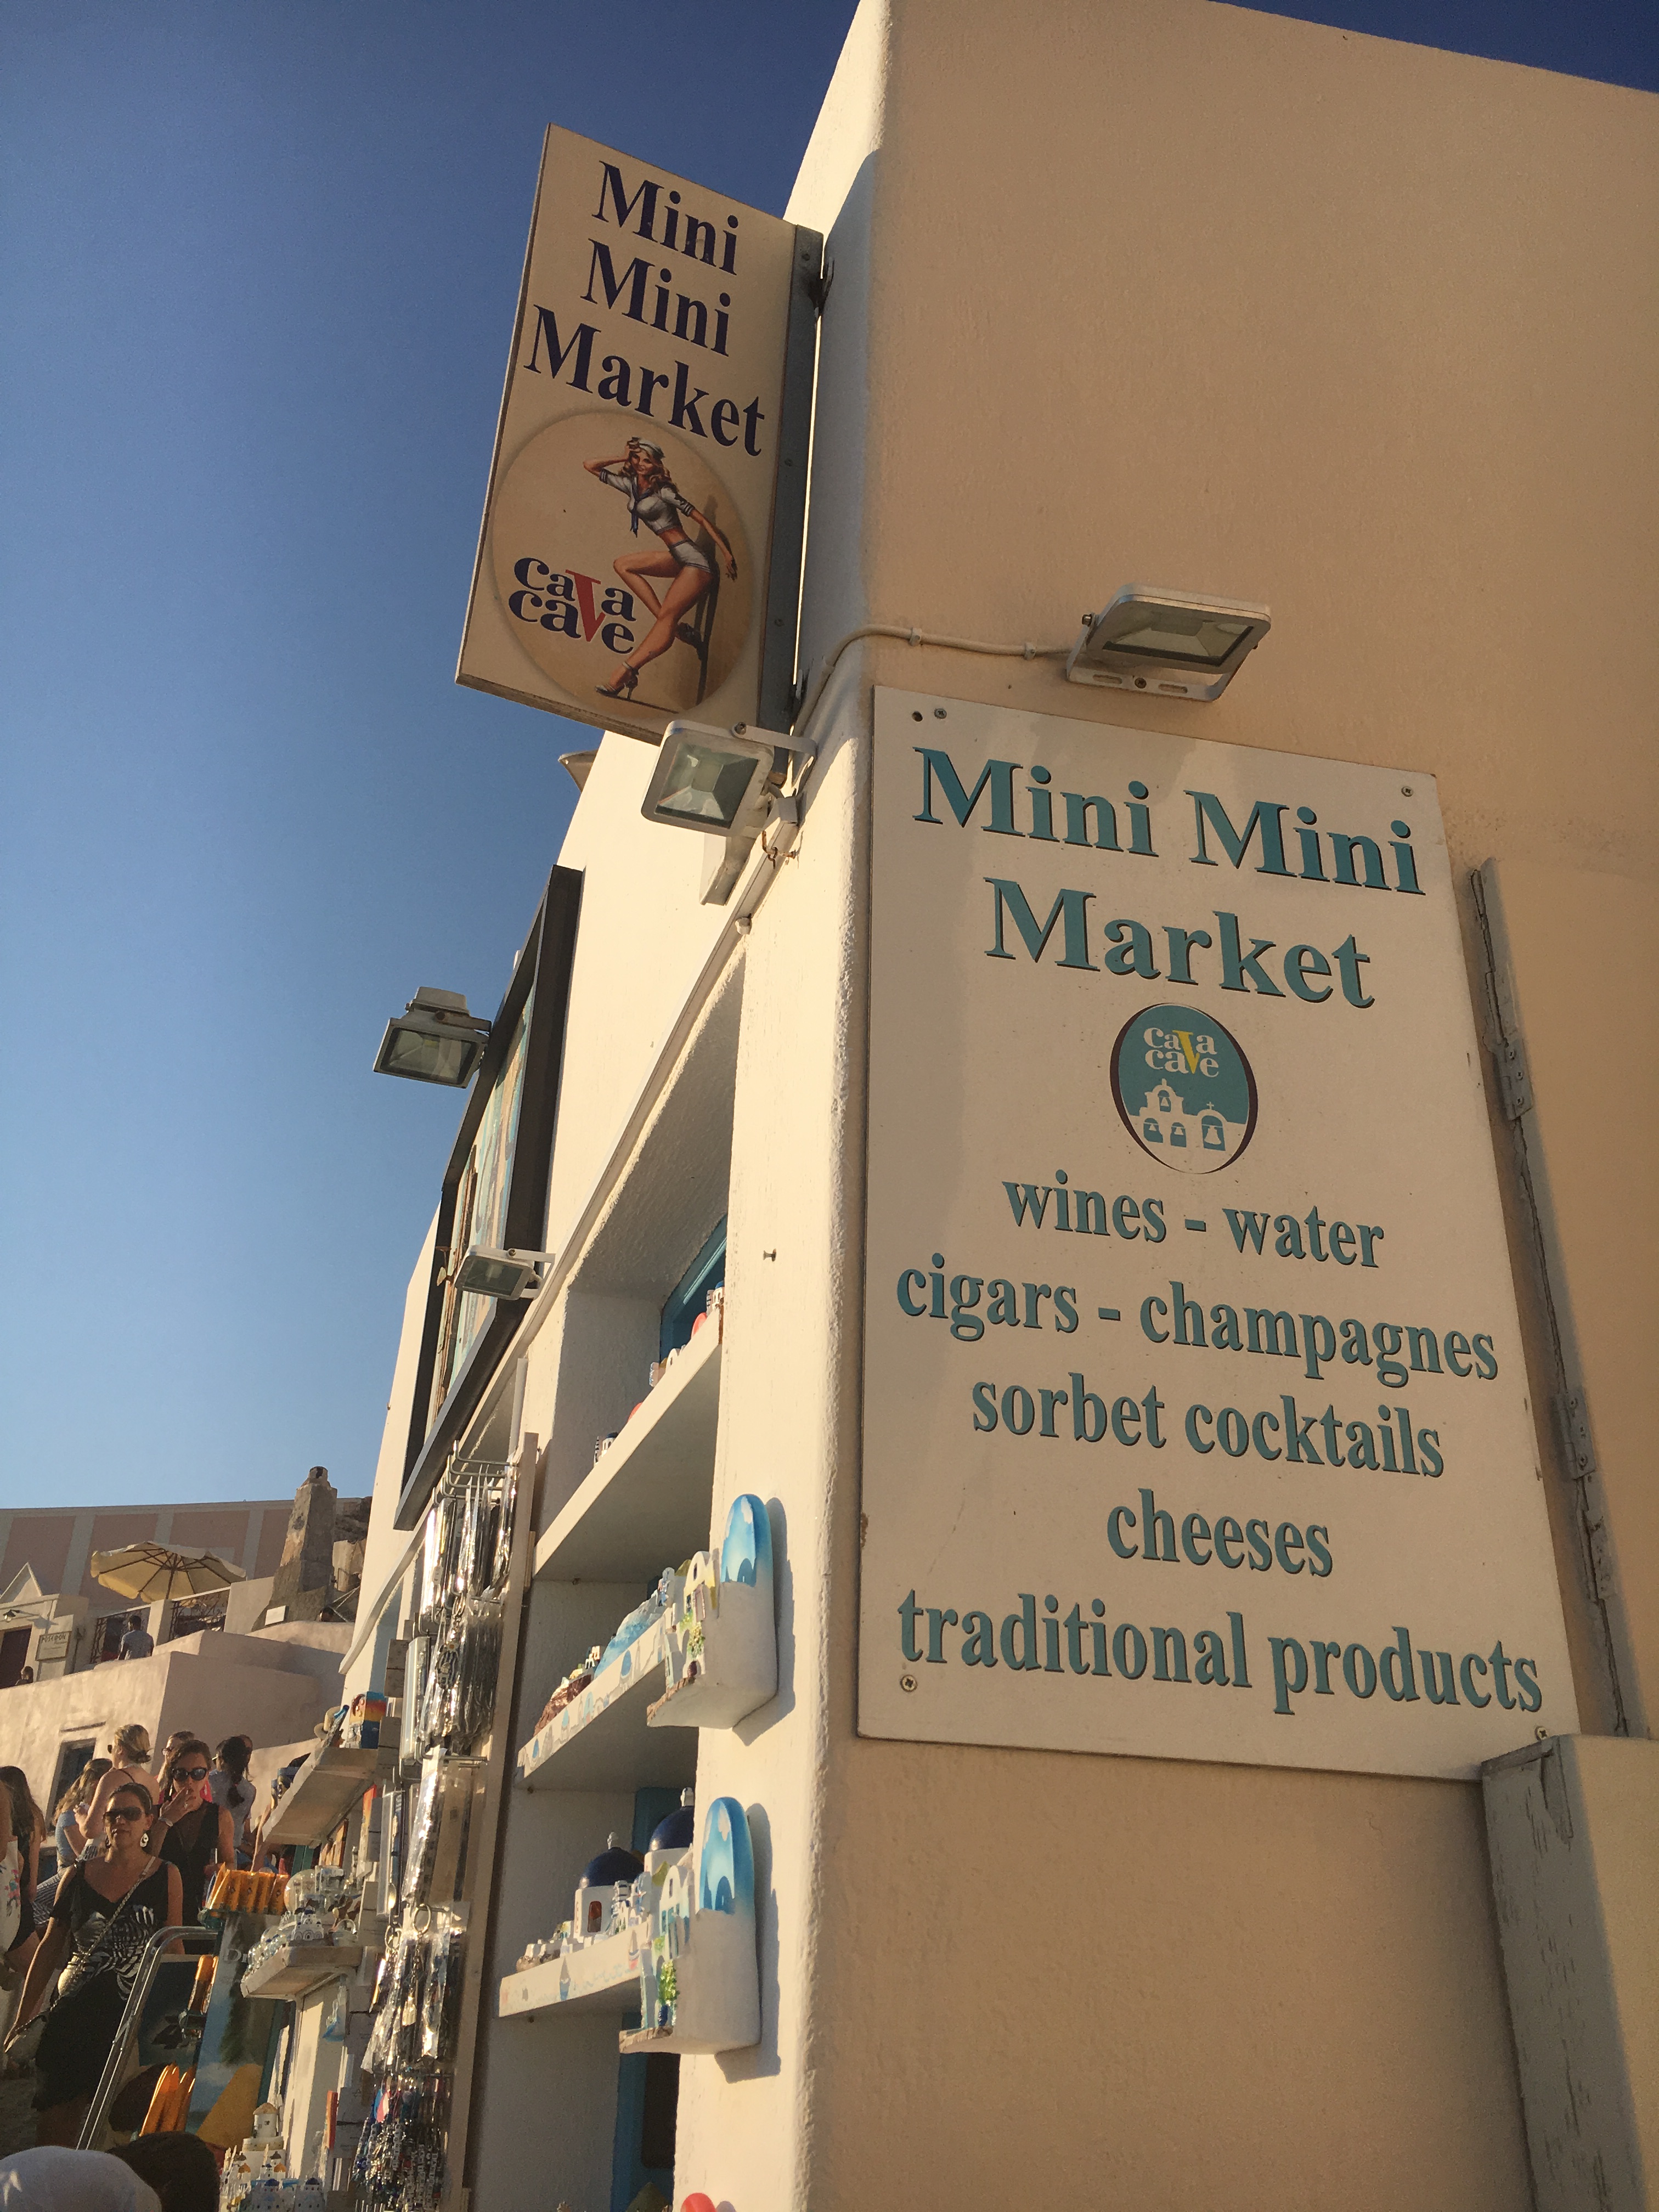 Mini
Mini
Market
cava
cave
Mini Mini
Market
cava
cave
wines - water
cigars - champagnes
sorbet cocktails
cheeses
traditional products